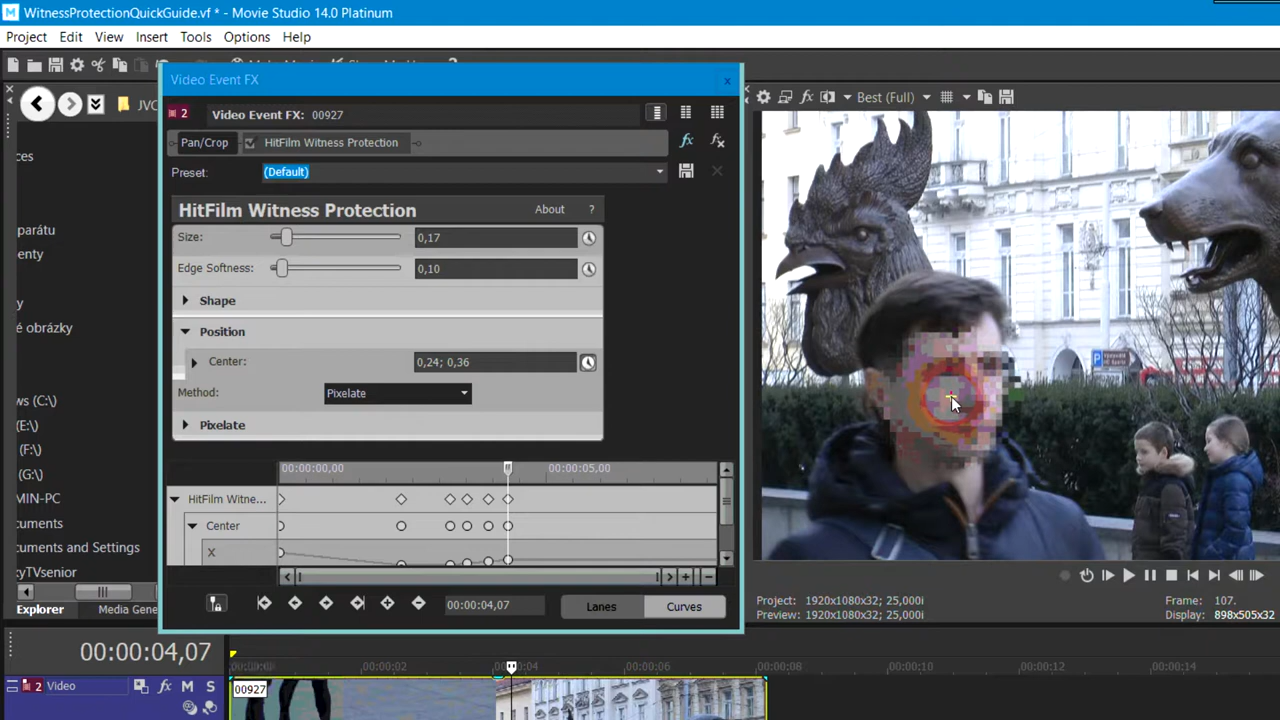 WitnessProtectionQuickGuide.vf * - Movie Studio 14.0 Platinum
Project Edit View Insert Tools Options Help
Video Event FX x
JVC
2 Video Event FX: 00927
Pan/Crop HitFilm Witness Protection
Preset: (Default)
Best (Full)
HitFilm Witness Protection About ?
Size: 0,17
Edge Softness: 0,10
Shape
Position
Center: 0,24; 0,36
Method: Pixelate
Pixelate
ces
parátu
enty
é obrázky
ws (C:\)
(E:\)
(F:\)
(G:\)
MIN-PC
cuments
cuments and Settings
kyTVsenior
Explorer Media Gene
00:00:00,00 00:00:05,00
HitFilm Witne...
Center
X
00:00:04,07 Lanes Curves
Project: 1920x1080x32; 25,000i Frame: 107.
Preview: 1920x1080x32; 25,000i Display: 898x505x32
00:00:04,07
00:00:02 00:00:04 00:00:06 00:00:08 00:00:10 00:00:12 00:00:14
2 Video fx M S
00927